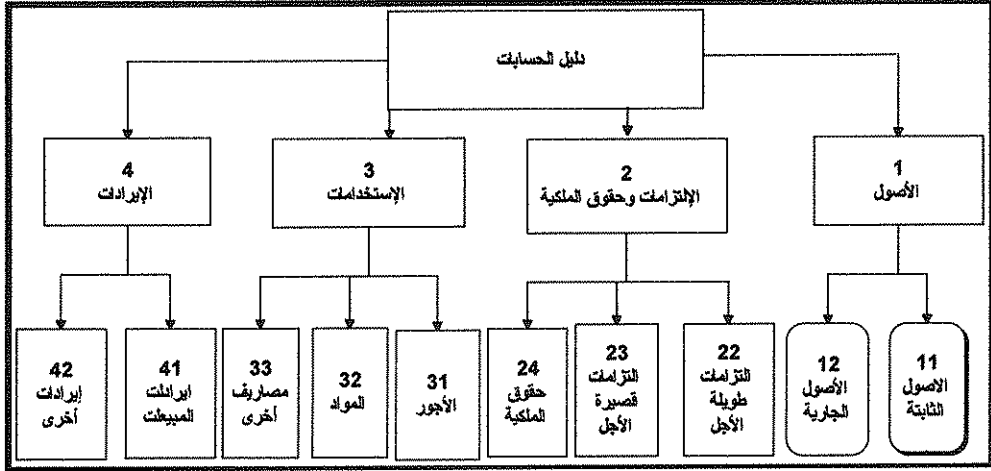 دليل الحسابات
1
الأصول
2
الإلتزامات وحقوق الملكية
3
الإستخدامات
4
الإيرادات
11
الاصول
الثابتة
12
الأصول
الجارية
22
التزامات
طويلة
الأجل
23
التزامات
قصيرة
الأجل
24
حقوق
الملكية
31
الأجور
32
المواد
33
مصاريف
أخرى
41
ايرادات
المبيعات
42
إيرادات
أخرى